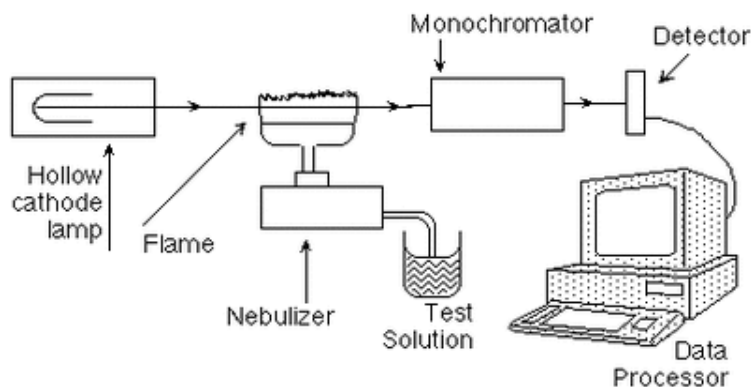 Monochromator
Detector
Hollow
cathode
lamp
Flame
Nebulizer
Test
Solution
Data
Processor